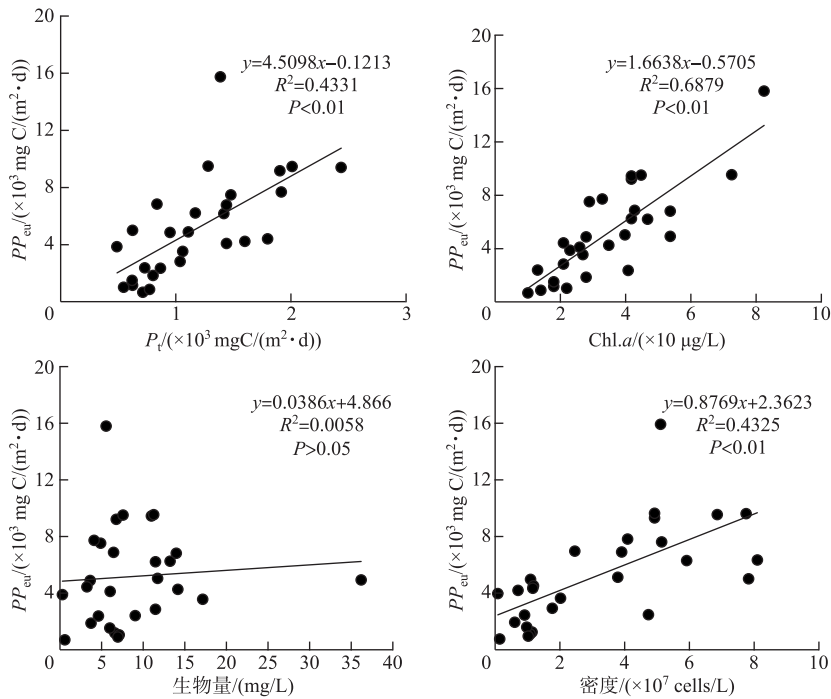 20
16
12
8
4
0
1
2
3
PPeu/(×10³ mg C/(m²·d))
y=4.5098x−0.1213
R²=0.4331
P<0.01
Pt/(×10³ mgC/(m²·d))
20
16
12
8
4
0
2
4
6
8
10
PPeu/(×10³ mg C/(m²·d))
y=1.6638x−0.5705
R²=0.6879
P<0.01
Chl.a/(×10 μg/L)
20
16
12
8
4
0
5
10
15
20
25
30
35
40
PPeu/(×10³ mg C/(m²·d))
y=0.0386x+4.866
R²=0.0058
P>0.05
生物量/(mg/L)
20
16
12
8
4
0
2
4
6
8
10
PPeu/(×10³ mg C/(m²·d))
y=0.8769x+2.3623
R²=0.4325
P<0.01
密度/(×10⁷ cells/L)